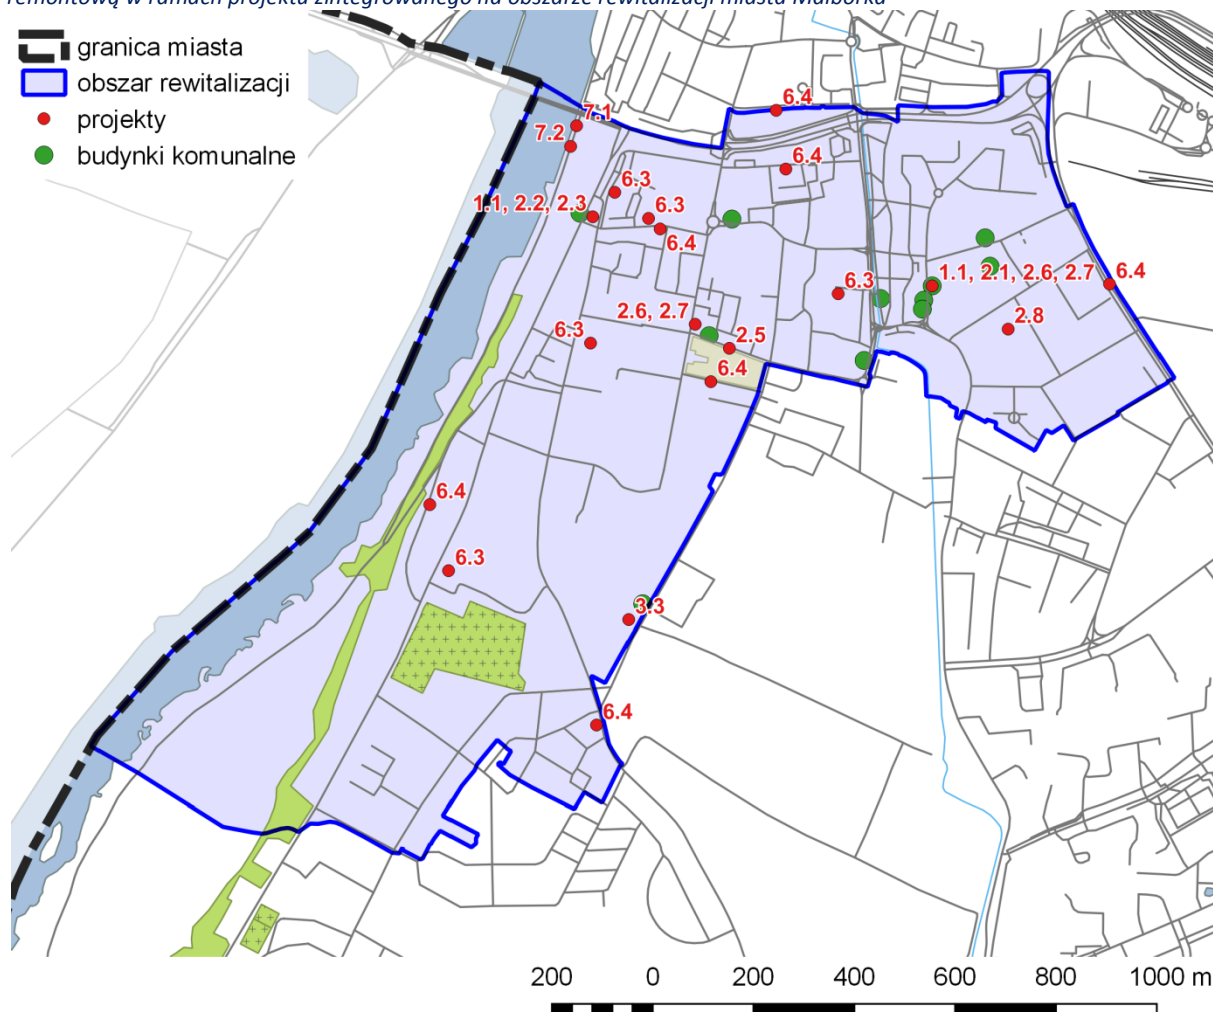 remontową w ramach projektu zintegrowanego na obszarze rewitalizacji miasta Malborka
granica miasta
obszar rewitalizacji
projekty
budynki komunalne
7.1
7.2
6.4
6.4
6.3
1.1, 2.2, 2.3
6.3
6.4
6.3
1.1, 2.1, 2.6, 2.7
6.4
2.6, 2.7
2.8
6.3
2.5
6.4
6.4
6.3
3.3
6.4
200 0 200 400 600 800 1000 m